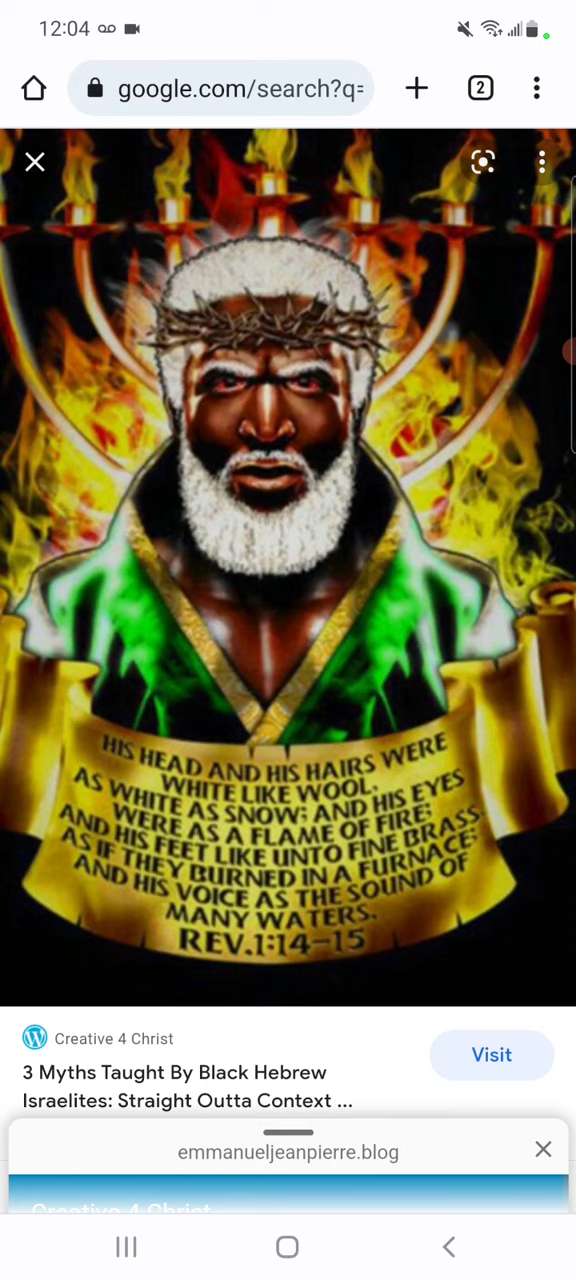 12:04
google.com/search?q=
2
HIS HEAD AND HIS HAIRS WERE
WHITE LIKE WOOL.
AS WHITE AS SNOW; AND HIS EYES
WERE AS A FLAME OF FIRE;
AND HIS FEET LIKE UNTO FINE BRASS.
AS IF THEY BURNED IN A FURNACE;
AND HIS VOICE AS THE SOUND OF
MANY WATERS.
REV.1:14-15
Creative 4 Christ
3 Myths Taught By Black Hebrew
Israelites: Straight Outta Context ...
Visit
emmanueljeanpierre.blog
Creative 4 Christ